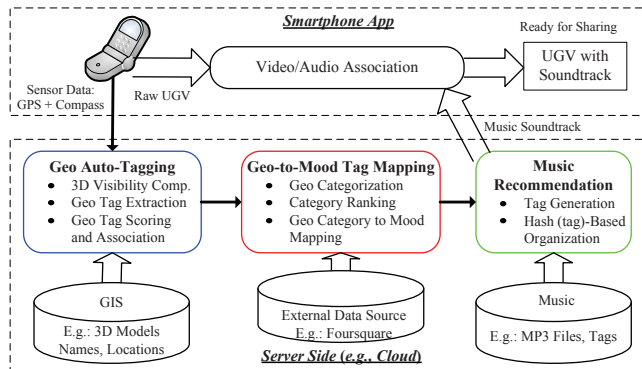 Smartphone App
Ready for Sharing
Sensor Data:
GPS + Compass
Raw UGV
Video/Audio Association
UGV with
Soundtrack
Music Soundtrack
Geo Auto-Tagging
• 3D Visibility Comp.
• Geo Tag Extraction
• Geo Tag Scoring
and Association
Geo-to-Mood Tag Mapping
• Geo Categorization
• Category Ranking
• Geo Category to Mood
Mapping
Music
Recommendation
• Tag Generation
• Hash (tag)-Based
Organization
GIS
E.g.: 3D Models
Names, Locations
External Data Source
E.g.: Foursquare
Music
E.g.: MP3 Files, Tags
Server Side (e.g., Cloud)